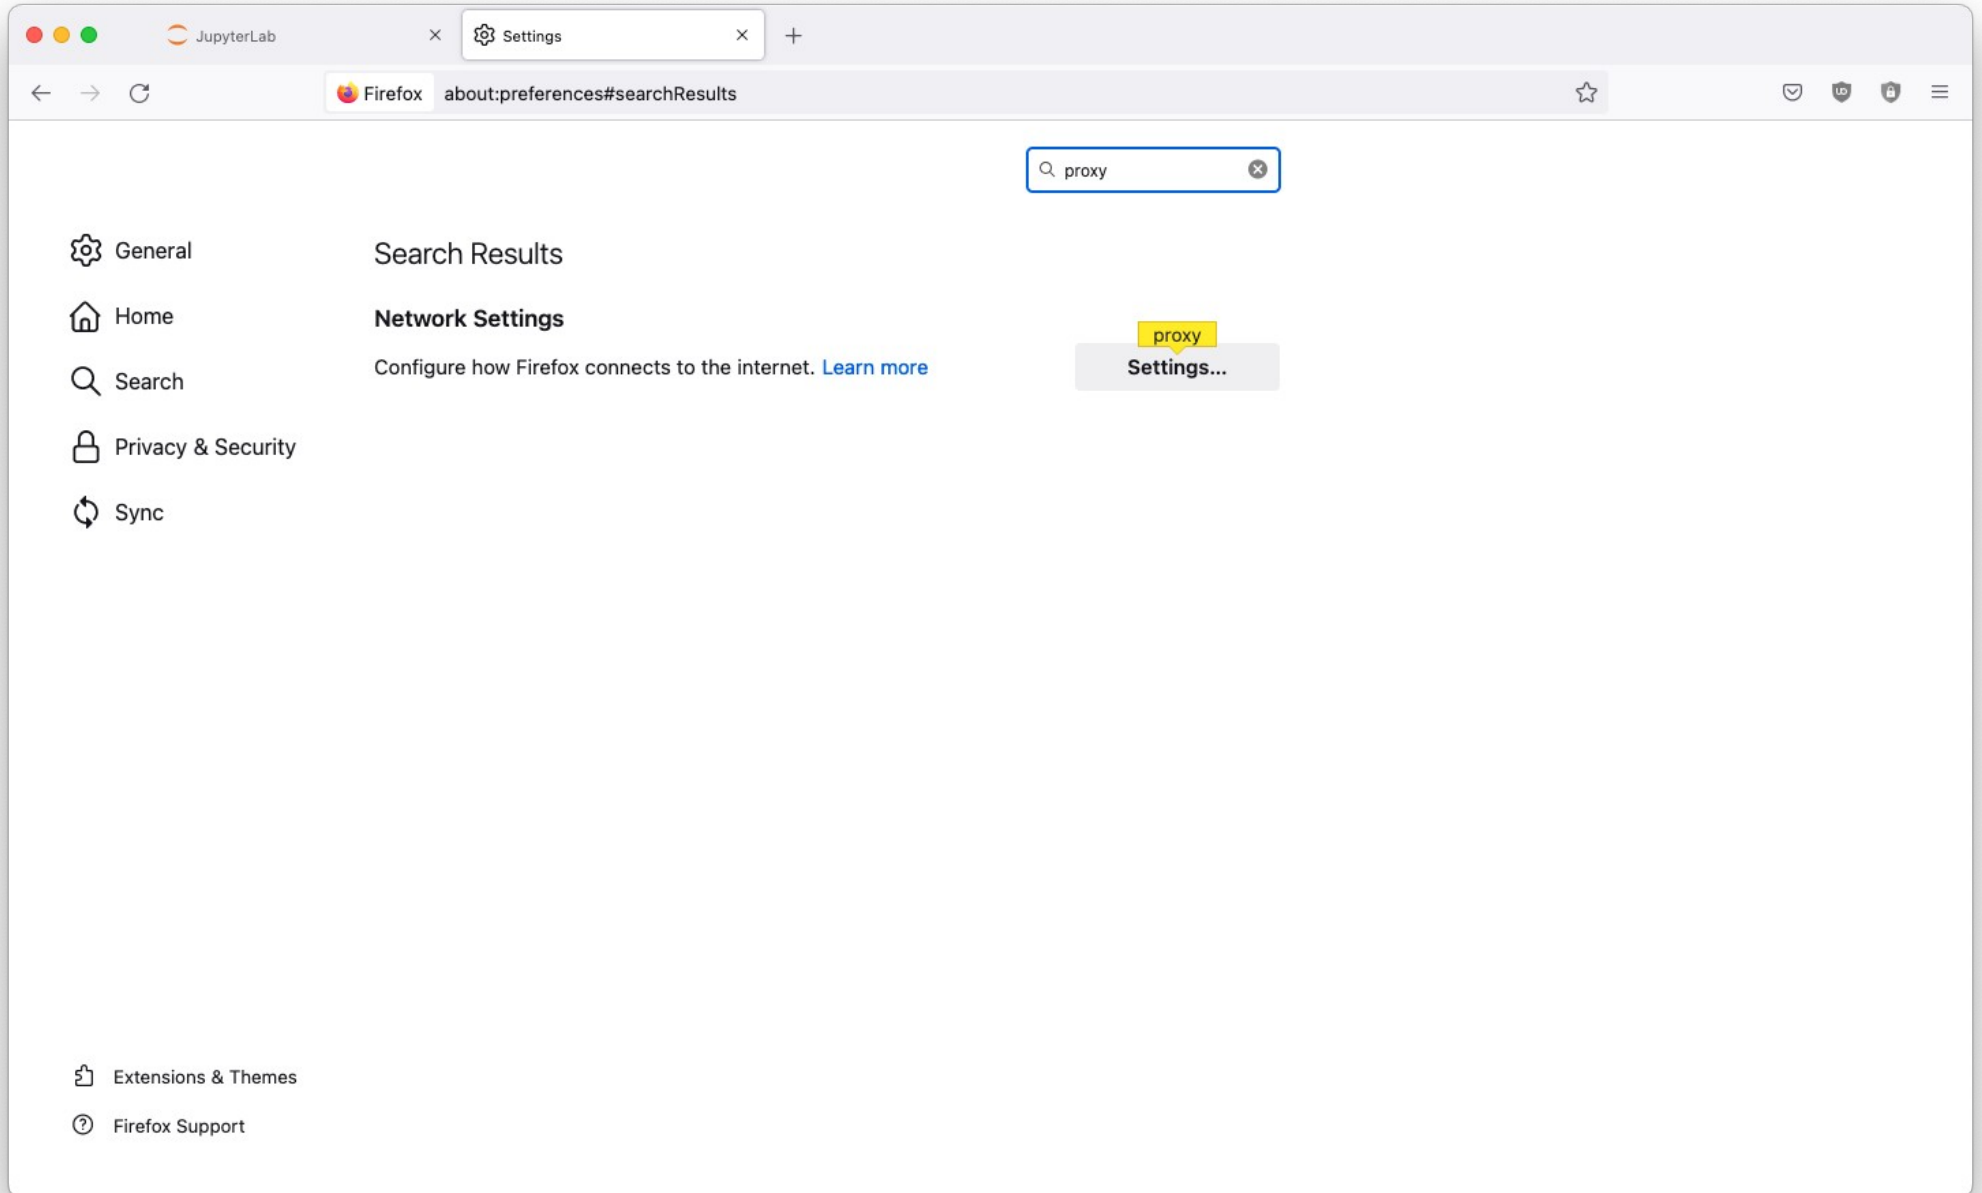 JupyterLab
Settings
Firefox about:preferences#searchResults
proxy
General
Home
Search
Privacy & Security
Sync
Search Results
Network Settings
proxy
Configure how Firefox connects to the internet. Learn more
Settings...
Extensions & Themes
Firefox Support